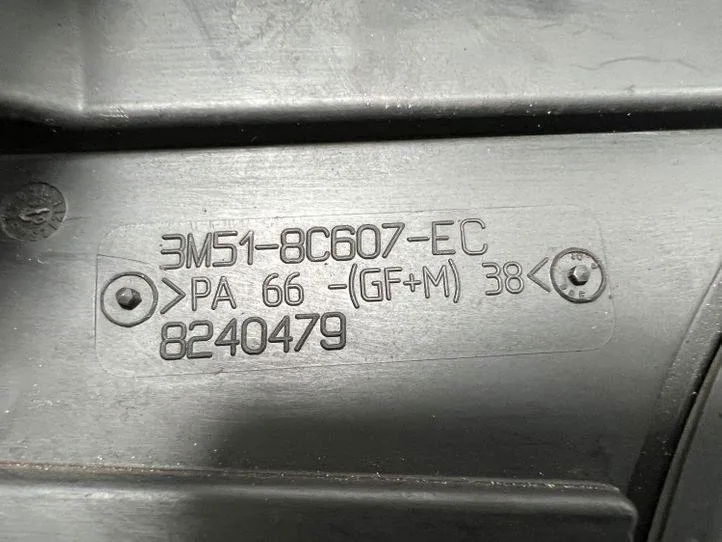 3M51-8C607-EC
>PA 66 -(GF+M) 38<
8240479